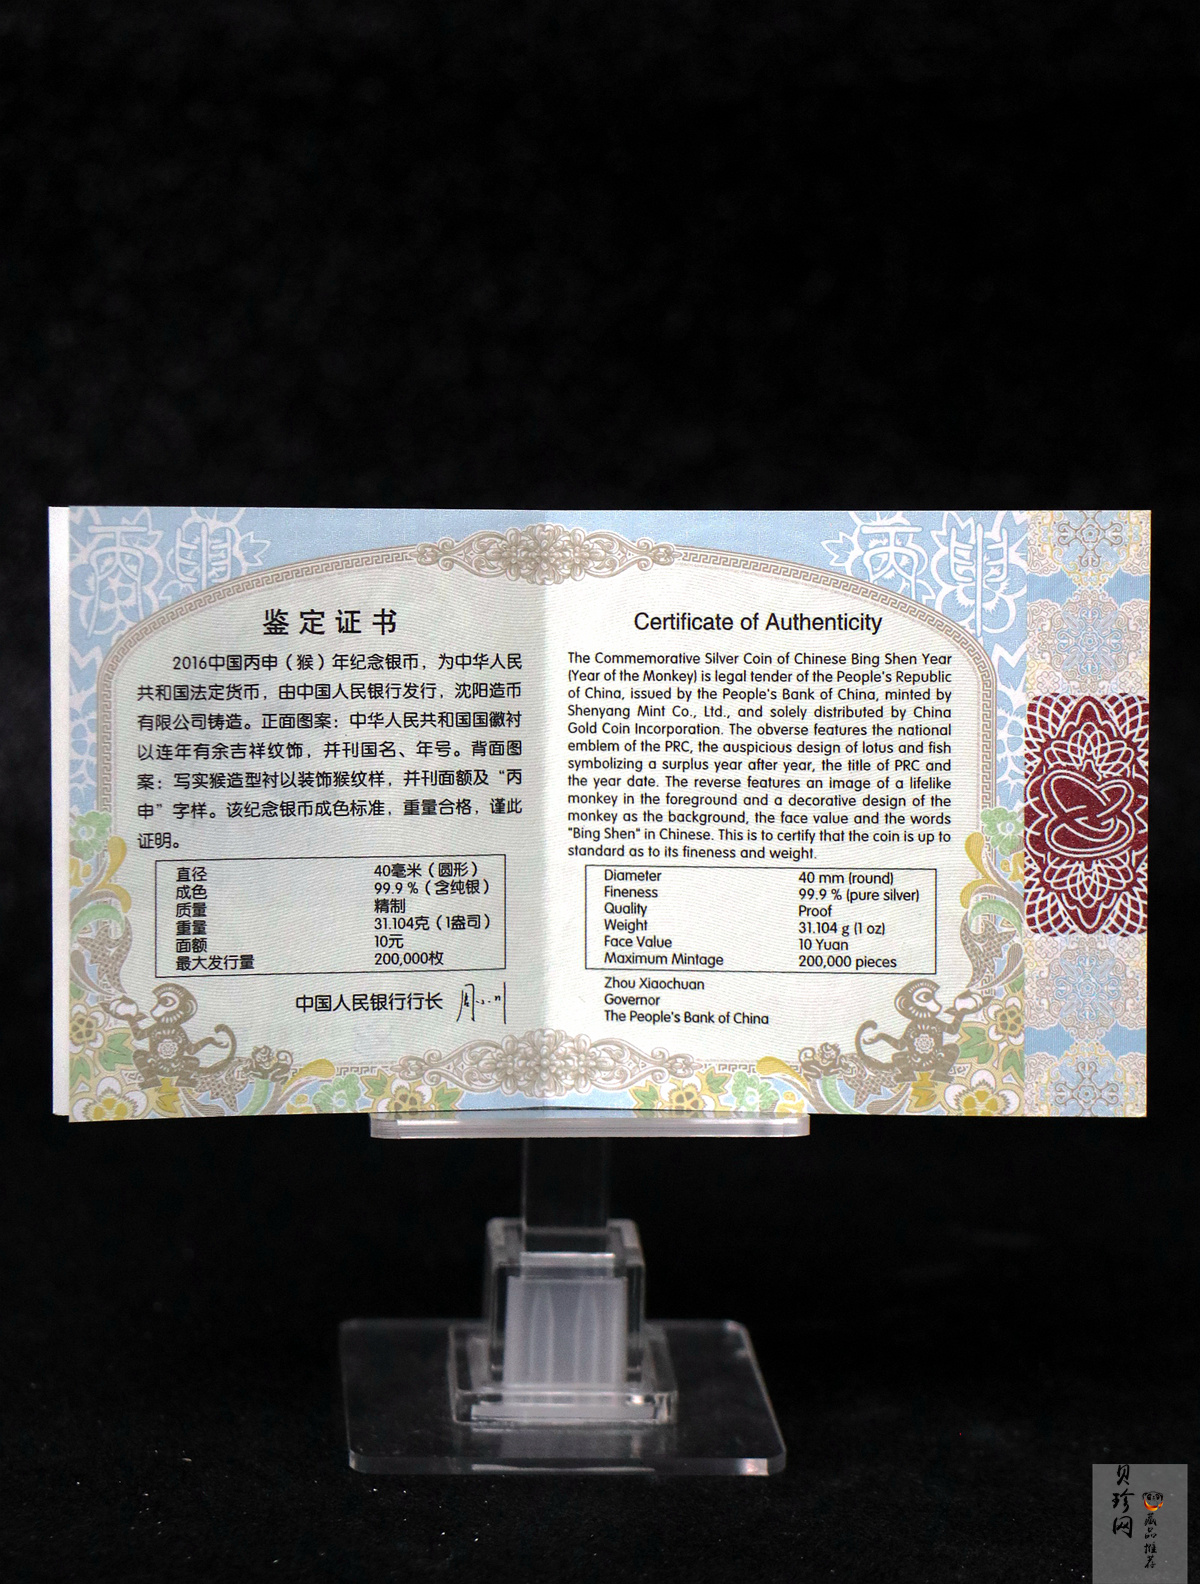 鉴定证书
2016中国丙申（猴）年纪念银币，为中华人民
共和国法定货币，由中国人民银行发行，沈阳造币
有限公司铸造。正面图案：中华人民共和国国徽衬
以连年有余吉祥纹饰，并刊国名、年号。背面图
案：写实猴造型衬以装饰猴纹样，并刊面额及“丙
申”字样。该纪念银币成色标准，重量合格，谨此
证明。
直径 40毫米（圆形）
成色 99.9 %（含纯银）
质量 精制
重量 31.104克（1盎司）
面额 10元
最大发行量 200,000枚
中国人民银行行长
Certificate of Authenticity
The Commemorative Silver Coin of Chinese Bing Shen Year
(Year of the Monkey) is legal tender of the People's Republic
of China, issued by the People's Bank of China, minted by
Shenyang Mint Co., Ltd., and solely distributed by China
Gold Coin Incorporation. The obverse features the national
emblem of the PRC, the auspicious design of lotus and fish
symbolizing a surplus year after year, the title of PRC and
the year date. The reverse features an image of a lifelike
monkey in the foreground and a decorative design of the
monkey as the background, the face value and the words
"Bing Shen" in Chinese. This is to certify that the coin is up to
standard as to its fineness and weight.
Diameter 40 mm (round)
Fineness 99.9 % (pure silver)
Quality Proof
Weight 31.104 g (1 oz)
Face Value 10 Yuan
Maximum Mintage 200,000 pieces
Zhou Xiaochuan
Governor
The People's Bank of China
贝珍网
藏品推荐